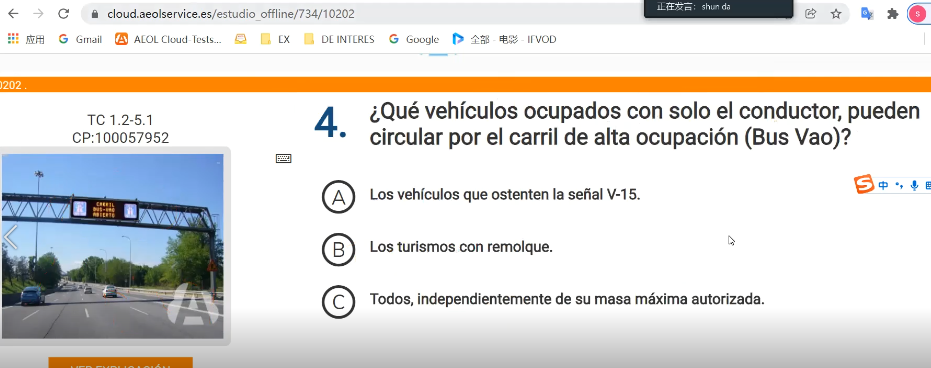 正在发言: shun da
cloud.aeolservice.es/estudio_offline/734/10202
应用 Gmail AEOL Cloud-Tests... EX DE INTERES Google 全部 - 电影 - IFVOD
0202 .
TC 1.2-5.1
CP:100057952
CARRIL
BUS-VAO
ABIERTO
4. ¿Qué vehículos ocupados con solo el conductor, pueden
circular por el carril de alta ocupación (Bus Vao)?
A Los vehículos que ostenten la señal V-15.
B Los turismos con remolque.
C Todos, independientemente de su masa máxima autorizada.
中
VER EXPLICACIÓN